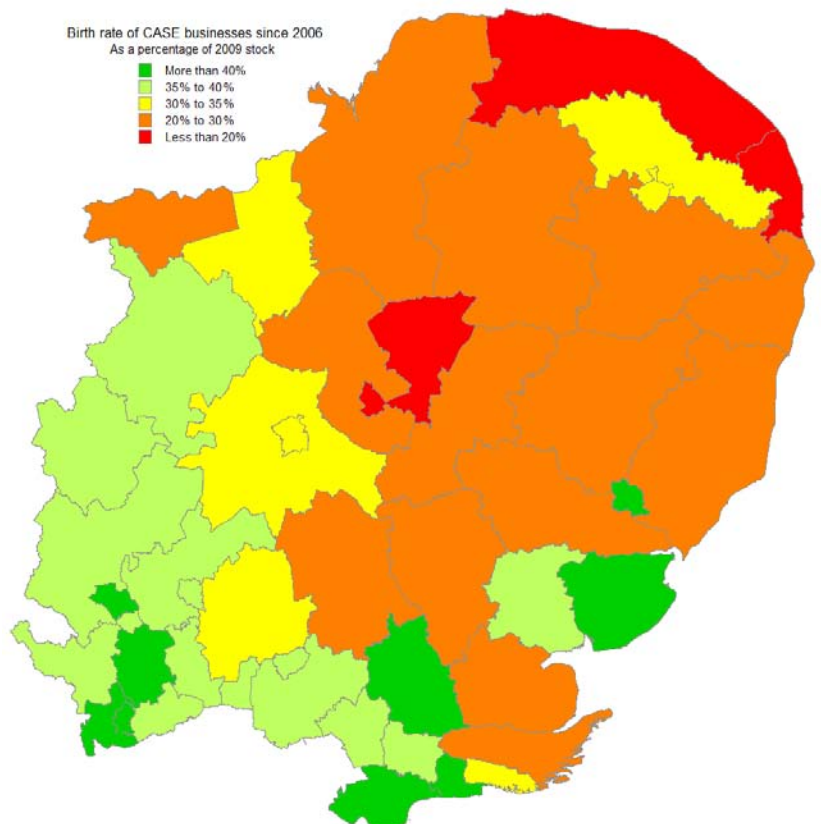 Birth rate of CASE businesses since 2006
As a percentage of 2009 stock
More than 40%
35% to 40%
30% to 35%
20% to 30%
Less than 20%